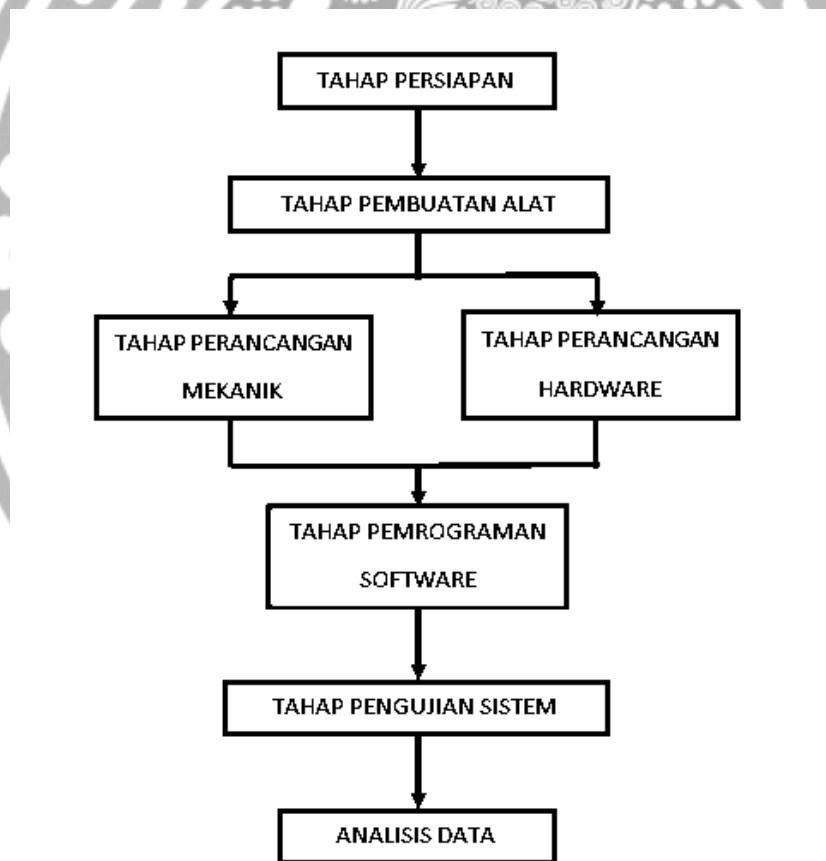 TAHAP PERSIAPAN
TAHAP PEMBUATAN ALAT
TAHAP PERANCANGAN
MEKANIK
TAHAP PERANCANGAN
HARDWARE
TAHAP PEMROGRAMAN
SOFTWARE
TAHAP PENGUJIAN SISTEM
ANALISIS DATA